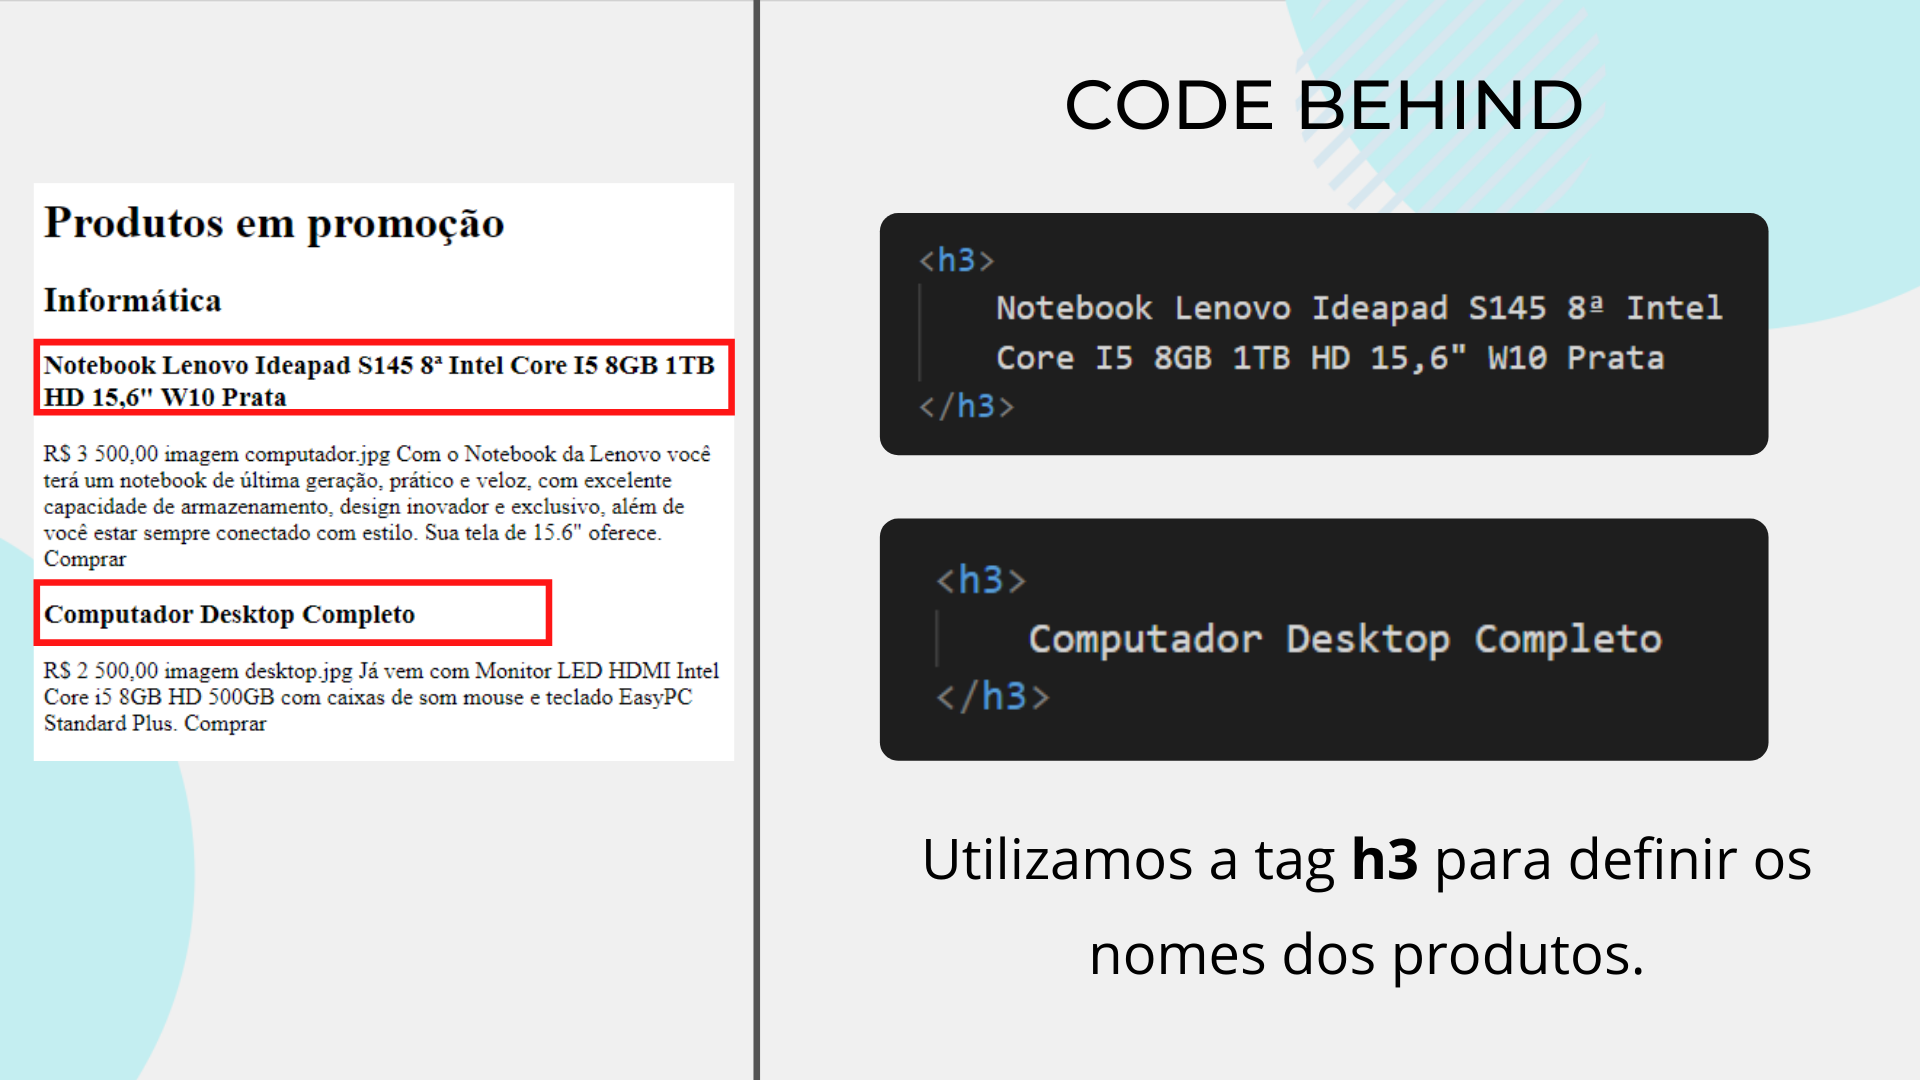 Produtos em promoção
Informática
Notebook Lenovo Ideapad S145 8ª Intel Core I5 8GB 1TB
HD 15,6" W10 Prata
R$ 3 500,00 imagem computador.jpg Com o Notebook da Lenovo você
terá um notebook de última geração, prático e veloz, com excelente
capacidade de armazenamento, design inovador e exclusivo, além de
você estar sempre conectado com estilo. Sua tela de 15.6" oferece.
Comprar
Computador Desktop Completo
R$ 2 500,00 imagem desktop.jpg Já vem com Monitor LED HDMI Intel
Core i5 8GB HD 500GB com caixas de som mouse e teclado EasyPC
Standard Plus. Comprar
CODE BEHIND
<h3>
Notebook Lenovo Ideapad S145 8ª Intel
Core I5 8GB 1TB HD 15,6" W10 Prata
</h3>
<h3>
Computador Desktop Completo
</h3>
Utilizamos a tag h3 para definir os
nomes dos produtos.